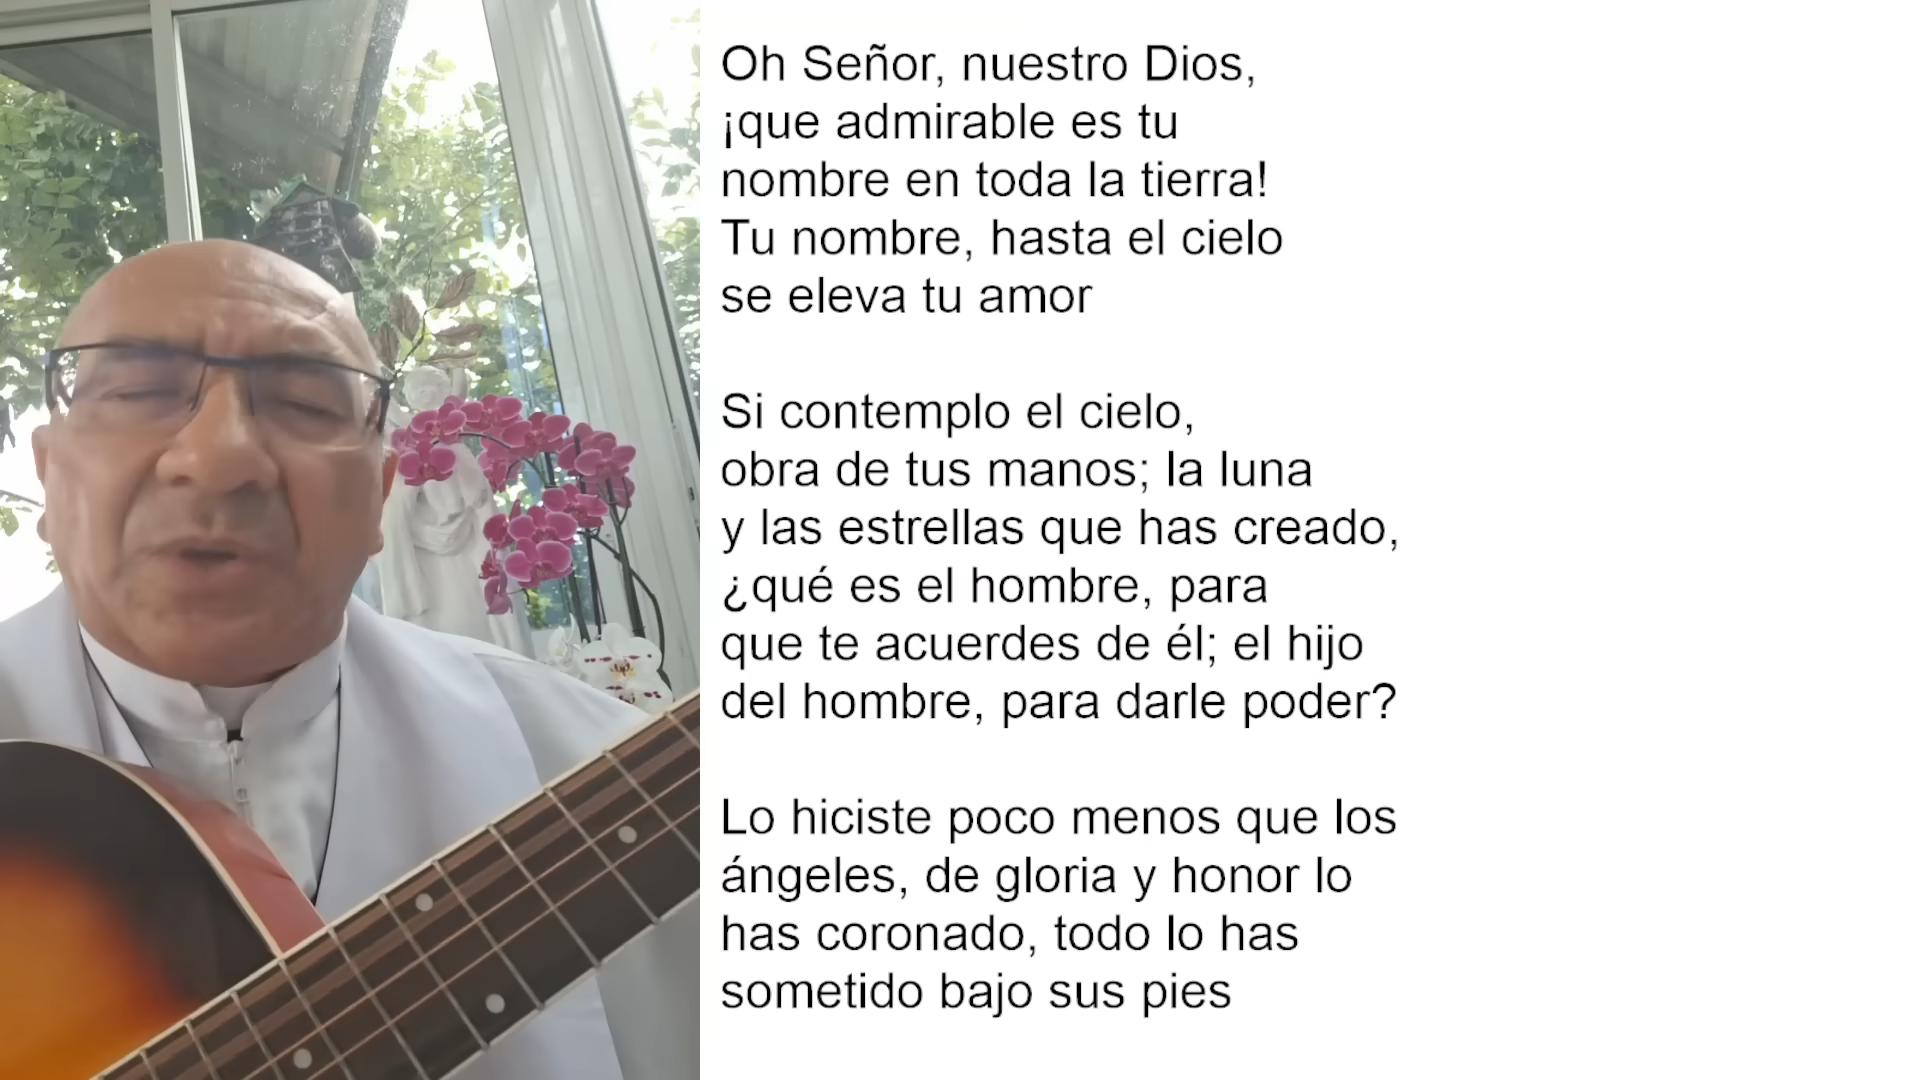 Oh Señor, nuestro Dios,
¡que admirable es tu
nombre en toda la tierra!
Tu nombre, hasta el cielo
se eleva tu amor
Si contemplo el cielo,
obra de tus manos; la luna
y las estrellas que has creado,
¿qué es el hombre, para
que te acuerdes de él; el hijo
del hombre, para darle poder?
Lo hiciste poco menos que los
ángeles, de gloria y honor lo
has coronado, todo lo has
sometido bajo sus pies